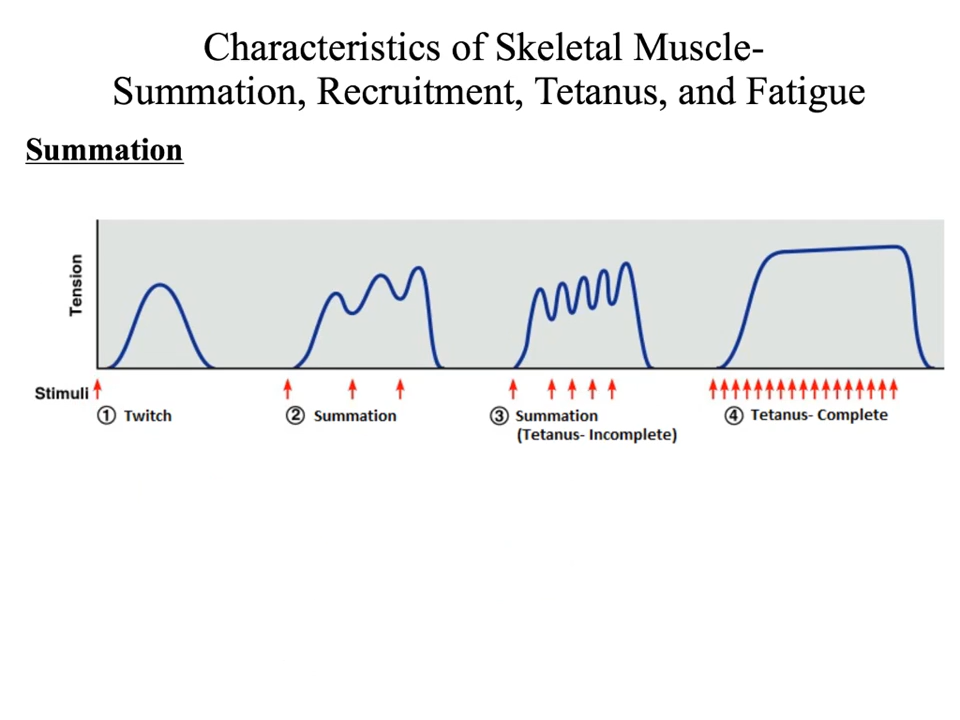 Characteristics of Skeletal Muscle-
Summation, Recruitment, Tetanus, and Fatigue
Summation
Tension
Stimuli
① Twitch
② Summation
③ Summation
(Tetanus- Incomplete)
④ Tetanus- Complete